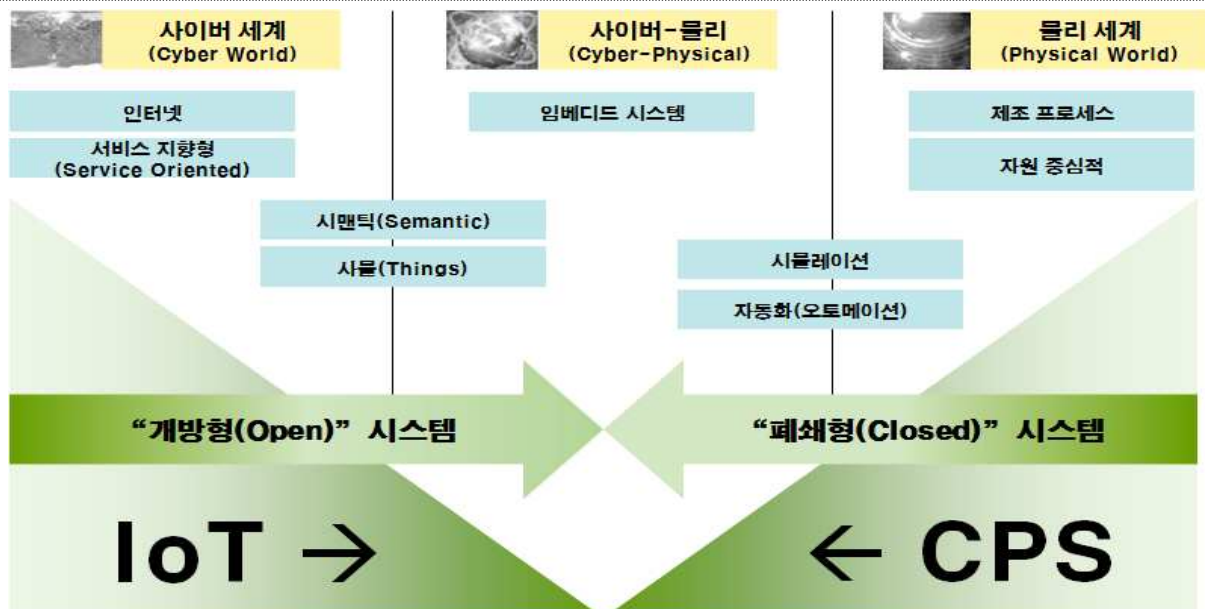 사이버 세계
(Cyber World)
사이버-물리
(Cyber-Physical)
물리 세계
(Physical World)
인터넷
서비스 지향형
(Service Oriented)
임베디드 시스템
제조 프로세스
자원 중심적
시맨틱(Semantic)
사물(Things)
시뮬레이션
자동화(오토메이션)
“개방형(Open)” 시스템
“폐쇄형(Closed)” 시스템
IoT →
← CPS